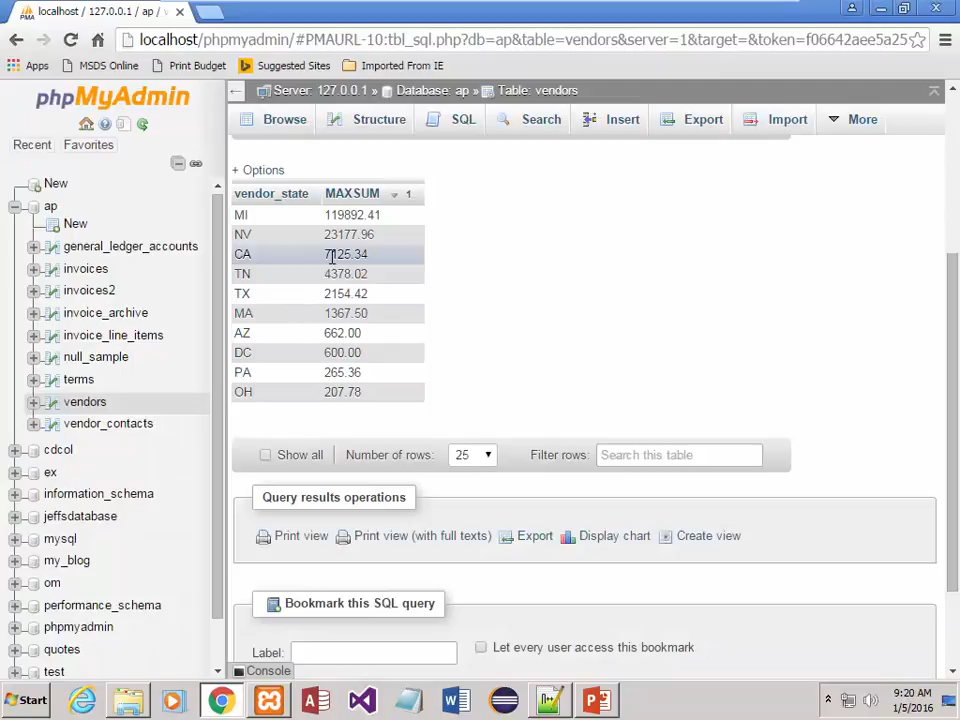 localhost / 127.0.0.1 / ap / v
localhost/phpmyadmin/#PMAURL-10:tbl_sql.php?db=ap&table=vendors&server=1&target=&token=f06642aee5a25
Apps MSDS Online Print Budget Suggested Sites Imported From IE
phpMyAdmin
Recent Favorites
New
ap
New
general_ledger_accounts
invoices
invoices2
invoice_archive
invoice_line_items
null_sample
terms
vendors
vendor_contacts
cdcol
ex
information_schema
jeffsdatabase
mysql
my_blog
om
performance_schema
phpmyadmin
quotes
test
Server: 127.0.0.1 » Database: ap » Table: vendors
Browse Structure SQL Search Insert Export Import More
+ Options
vendor_state MAXSUM 1
MI 119892.41
NV 23177.96
CA 7125.34
TN 4378.02
TX 2154.42
MA 1367.50
AZ 662.00
DC 600.00
PA 265.36
OH 207.78
Show all Number of rows: 25 Filter rows: Search this table
Query results operations
Print view Print view (with full texts) Export Display chart Create view
Bookmark this SQL query
Label: Let every user access this bookmark
Console
Start
9:20 AM
1/5/2016